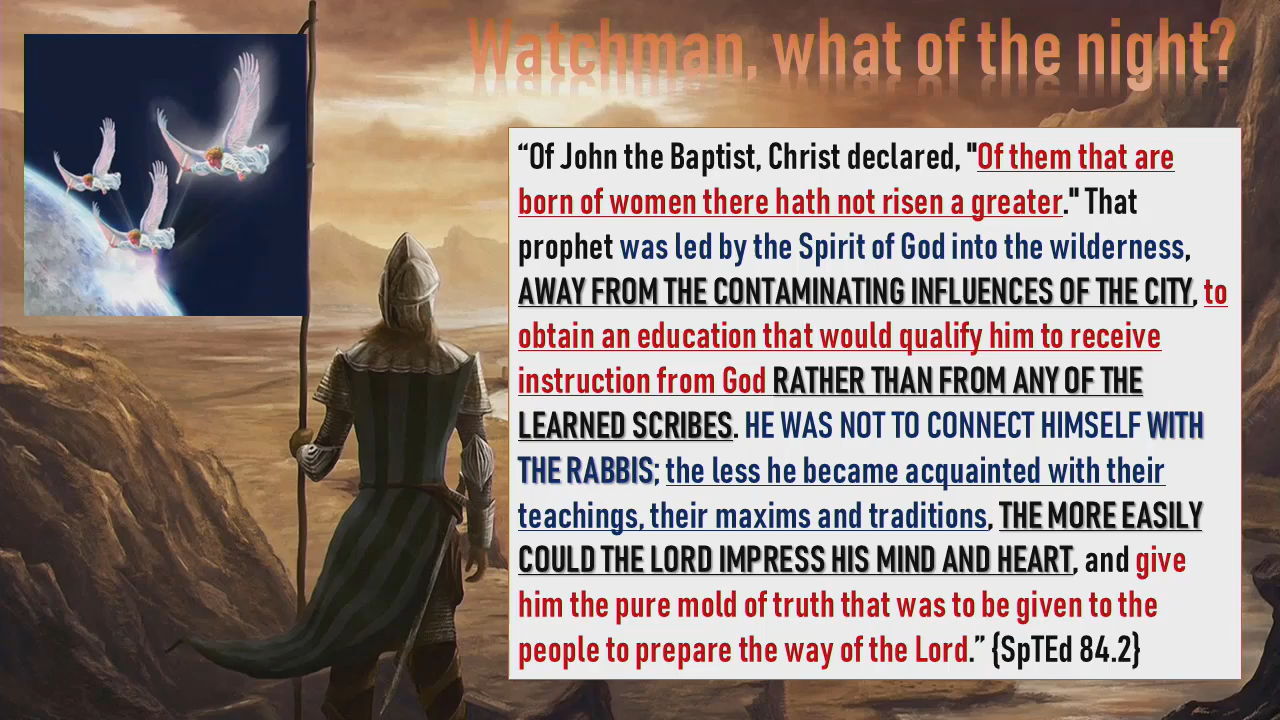 Watchman, what of the night?
“Of John the Baptist, Christ declared, "Of them that are
born of women there hath not risen a greater." That
prophet was led by the Spirit of God into the wilderness,
AWAY FROM THE CONTAMINATING INFLUENCES OF THE CITY, to
obtain an education that would qualify him to receive
instruction from God RATHER THAN FROM ANY OF THE
LEARNED SCRIBES. HE WAS NOT TO CONNECT HIMSELF WITH
THE RABBIS; the less he became acquainted with their
teachings, their maxims and traditions, THE MORE EASILY
COULD THE LORD IMPRESS HIS MIND AND HEART, and give
him the pure mold of truth that was to be given to the
people to prepare the way of the Lord.” {SpTEd 84.2}